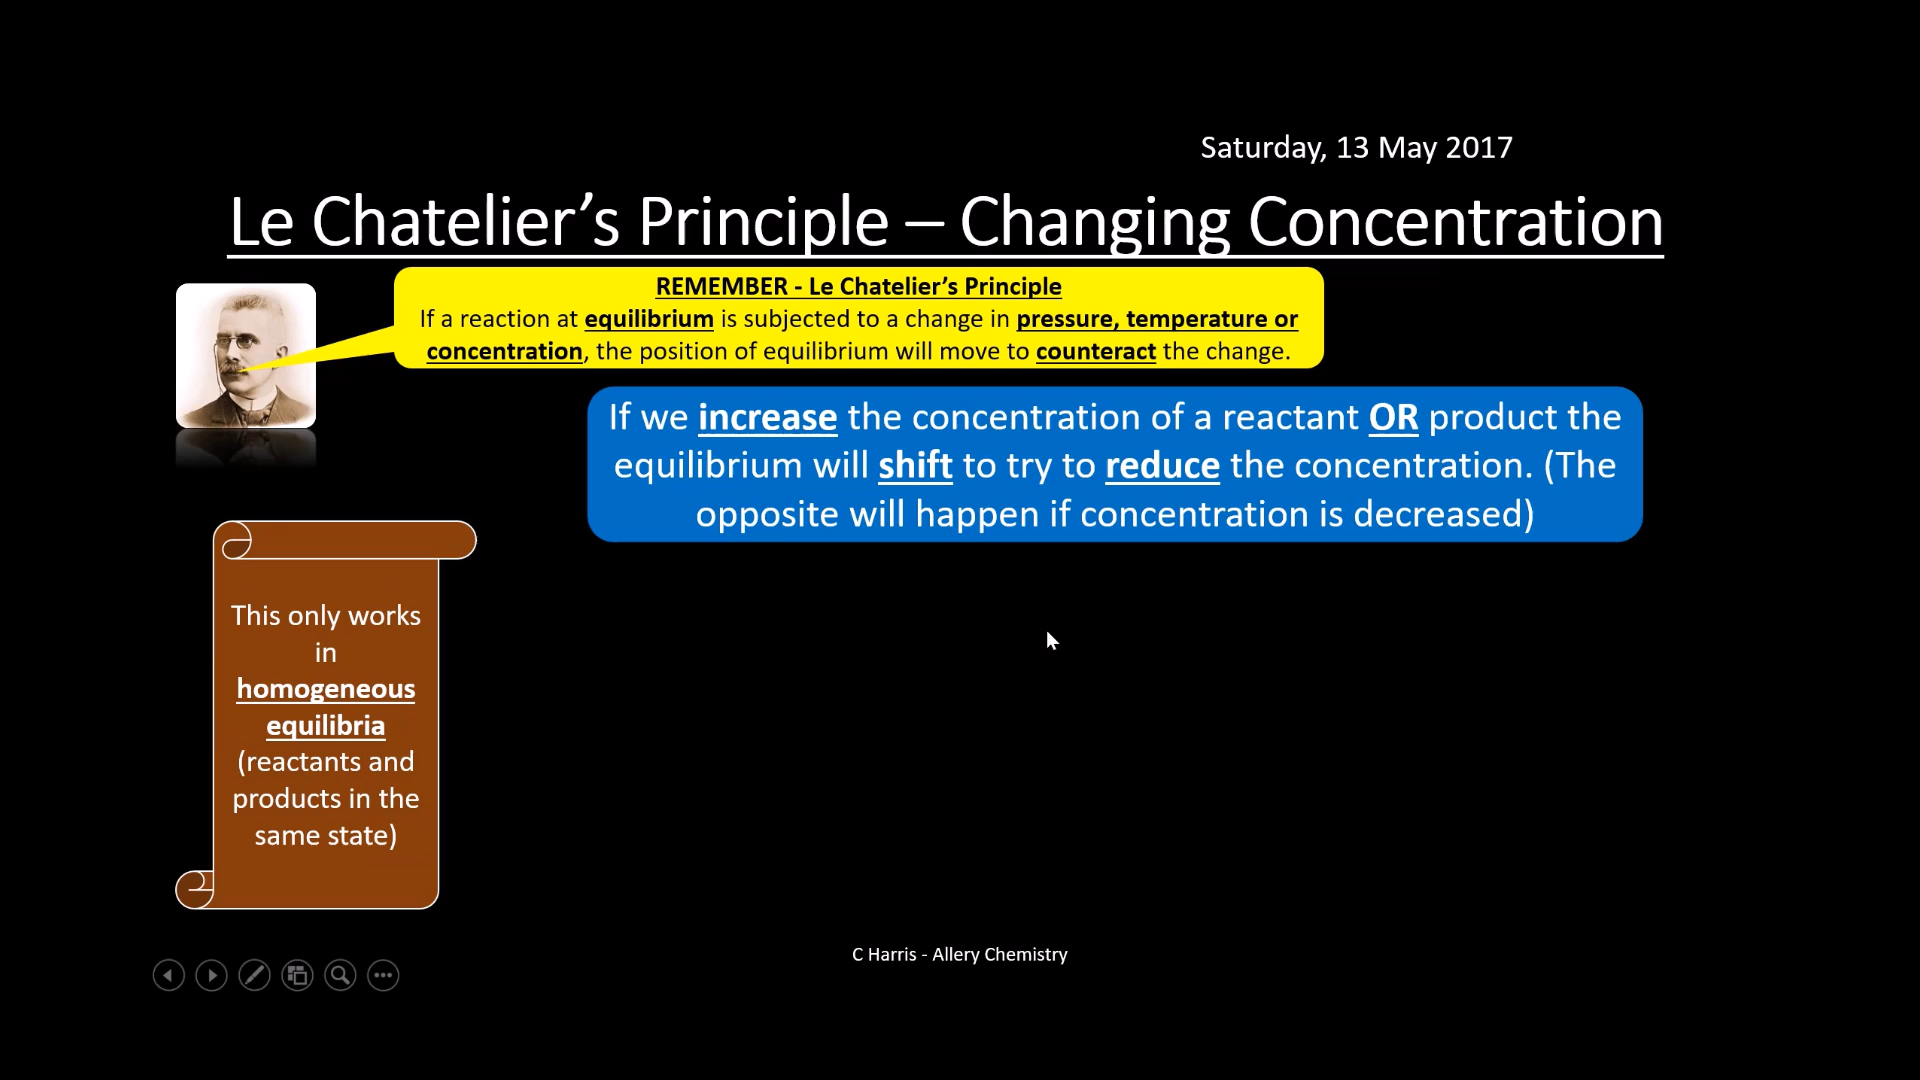 Saturday, 13 May 2017
Le Chatelier’s Principle – Changing Concentration
REMEMBER - Le Chatelier’s Principle
If a reaction at equilibrium is subjected to a change in pressure, temperature or
concentration, the position of equilibrium will move to counteract the change.
If we increase the concentration of a reactant OR product the
equilibrium will shift to try to reduce the concentration. (The
opposite will happen if concentration is decreased)
This only works
in
homogeneous
equilibria
(reactants and
products in the
same state)
C Harris - Allery Chemistry